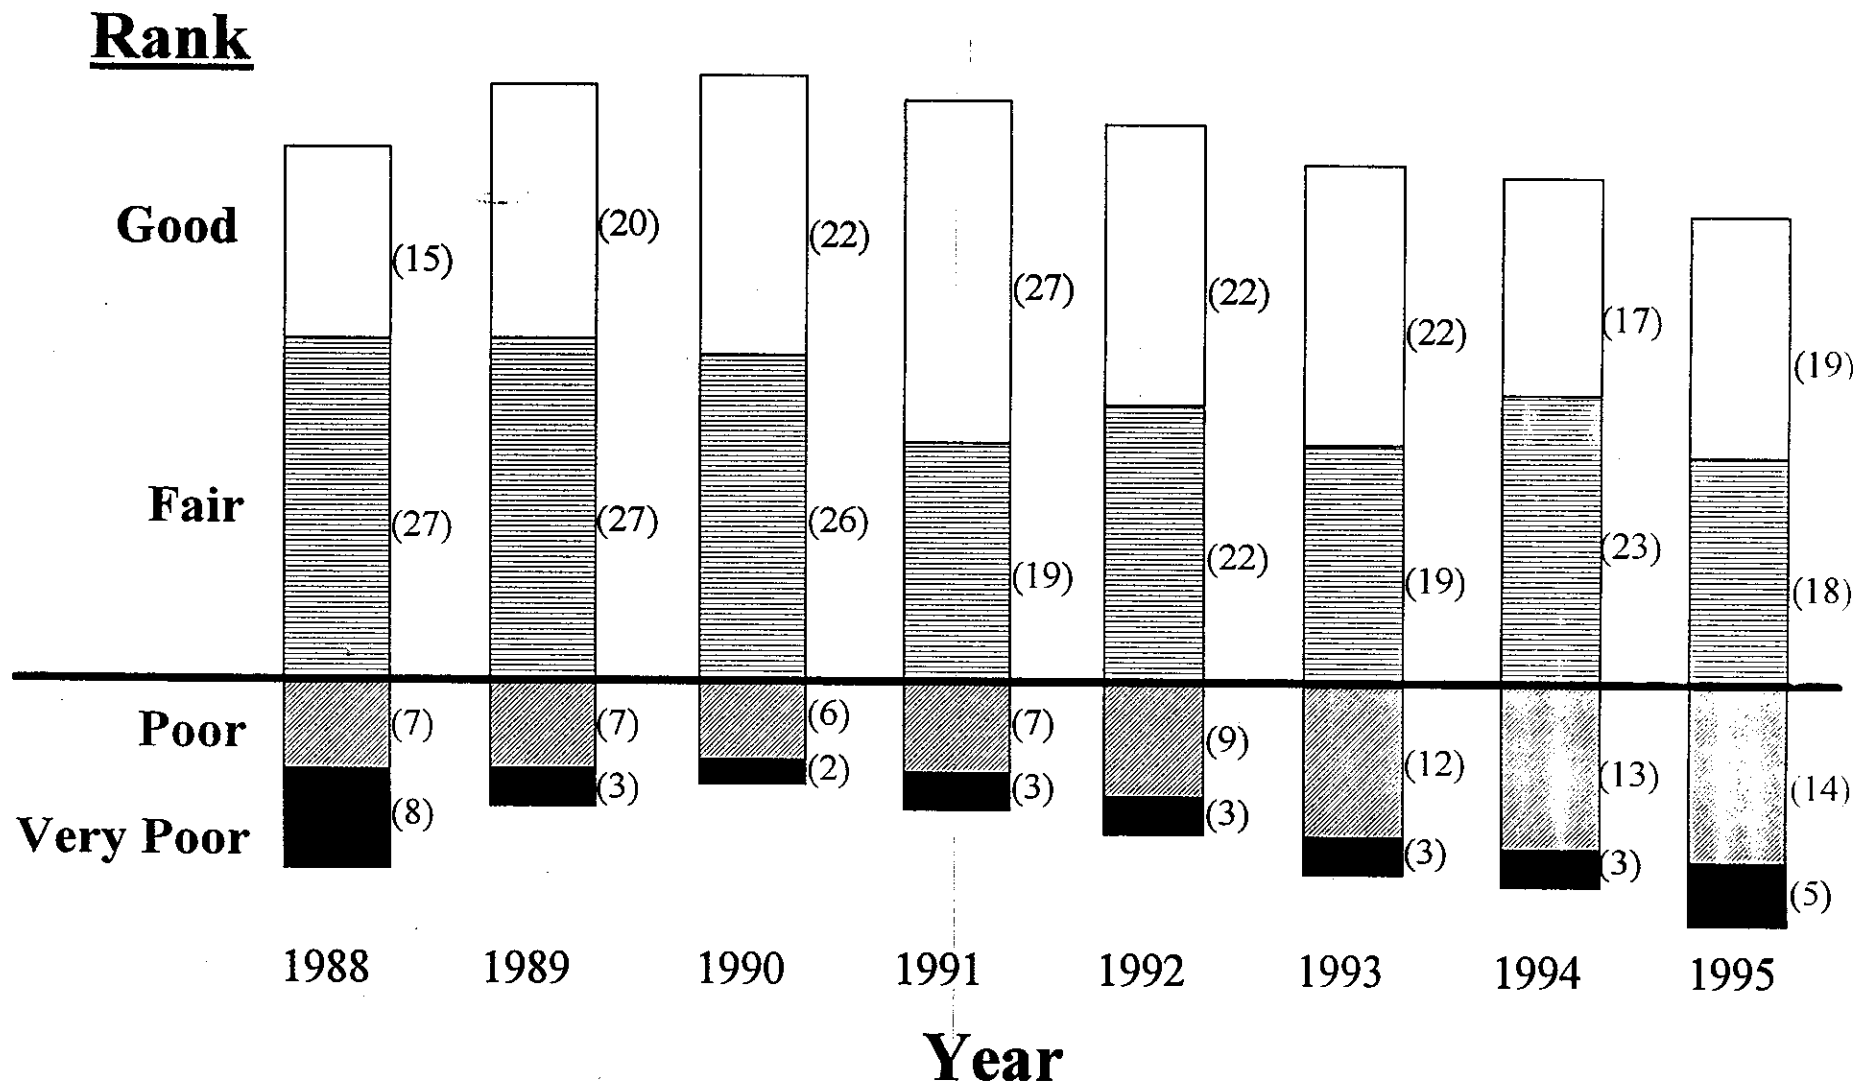 Rank
Good
(15) (20) (22) (27) (22) (22) (17) (19)
Fair
(27) (27) (26) (19) (22) (19) (23) (18)
Poor
(7) (7) (6) (7) (9) (12) (13) (14)
Very Poor
(8) (3) (2) (3) (3) (3) (3) (5)
1988 1989 1990 1991 1992 1993 1994 1995
Year